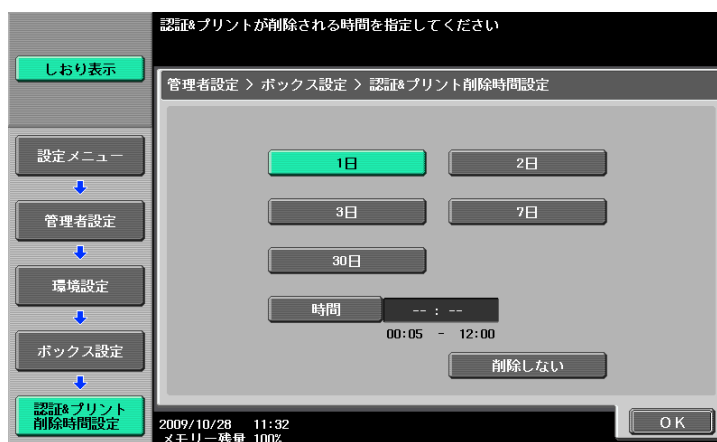 認証&プリントが削除される時間を指定してください
しおり表示
管理者設定 > ボックス設定 > 認証&プリント削除時間設定
設定メニュー
管理者設定
環境設定
ボックス設定
認証&プリント
削除時間設定
1日
2日
3日
7日
30日
時間
-- : --
00:05 - 12:00
削除しない
2009/10/28 11:32
メモリー残量 100%
OK